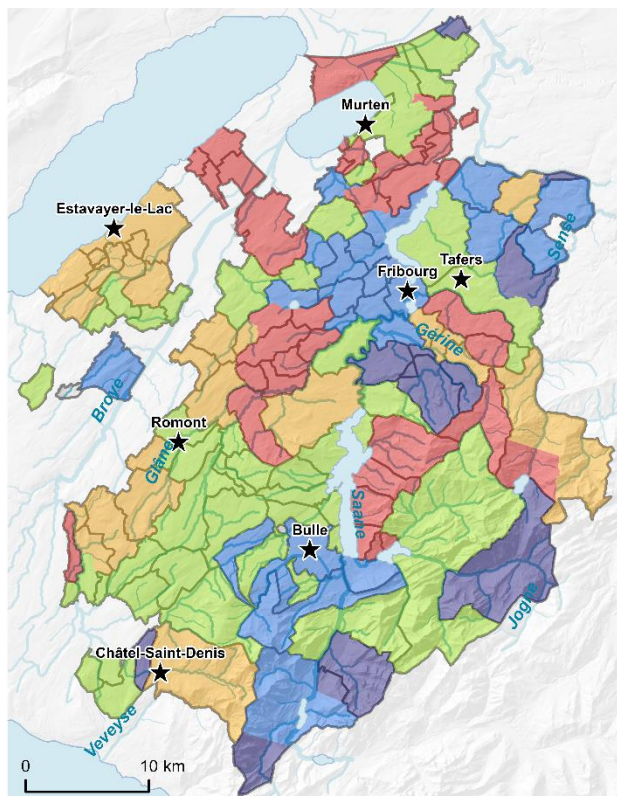 Murten
Estavayer-le-Lac
Sense
Tafers
Fribourg
Gérine
Broye
Romont
Glâne
Saane
Bulle
Jogne
Châtel-Saint-Denis
Veveyse
0 10 km